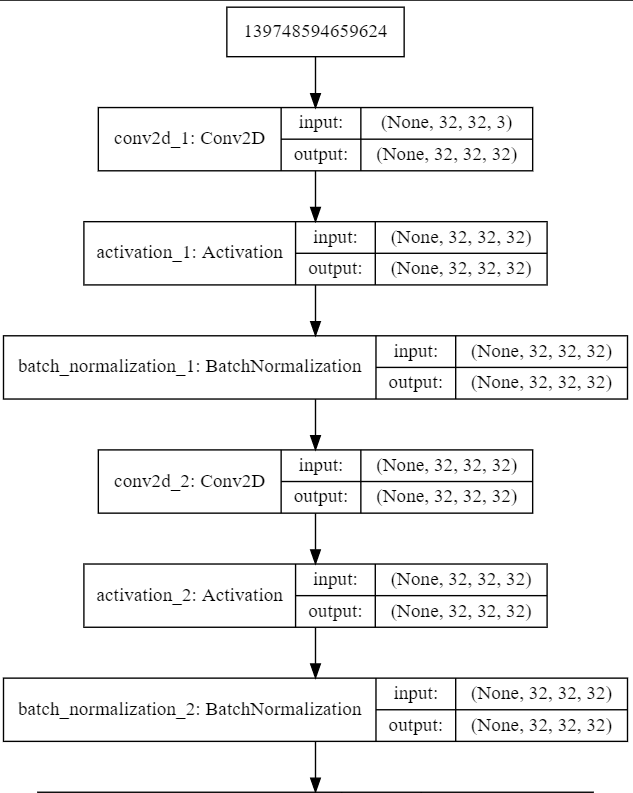 139748594659624
conv2d_1: Conv2D
input:
(None, 32, 32, 3)
output:
(None, 32, 32, 32)
activation_1: Activation
input:
(None, 32, 32, 32)
output:
(None, 32, 32, 32)
batch_normalization_1: BatchNormalization
input:
(None, 32, 32, 32)
output:
(None, 32, 32, 32)
conv2d_2: Conv2D
input:
(None, 32, 32, 32)
output:
(None, 32, 32, 32)
activation_2: Activation
input:
(None, 32, 32, 32)
output:
(None, 32, 32, 32)
batch_normalization_2: BatchNormalization
input:
(None, 32, 32, 32)
output:
(None, 32, 32, 32)